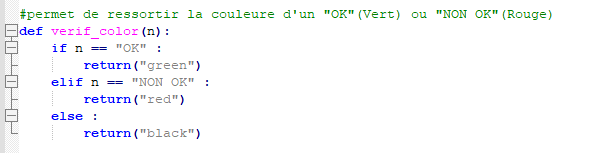 #permet de ressortir la couleure d'un "OK"(Vert) ou "NON OK"(Rouge)
def verif_color(n):
    if n == "OK" :
        return("green")
    elif n == "NON OK" :
        return("red")
    else :
        return("black")